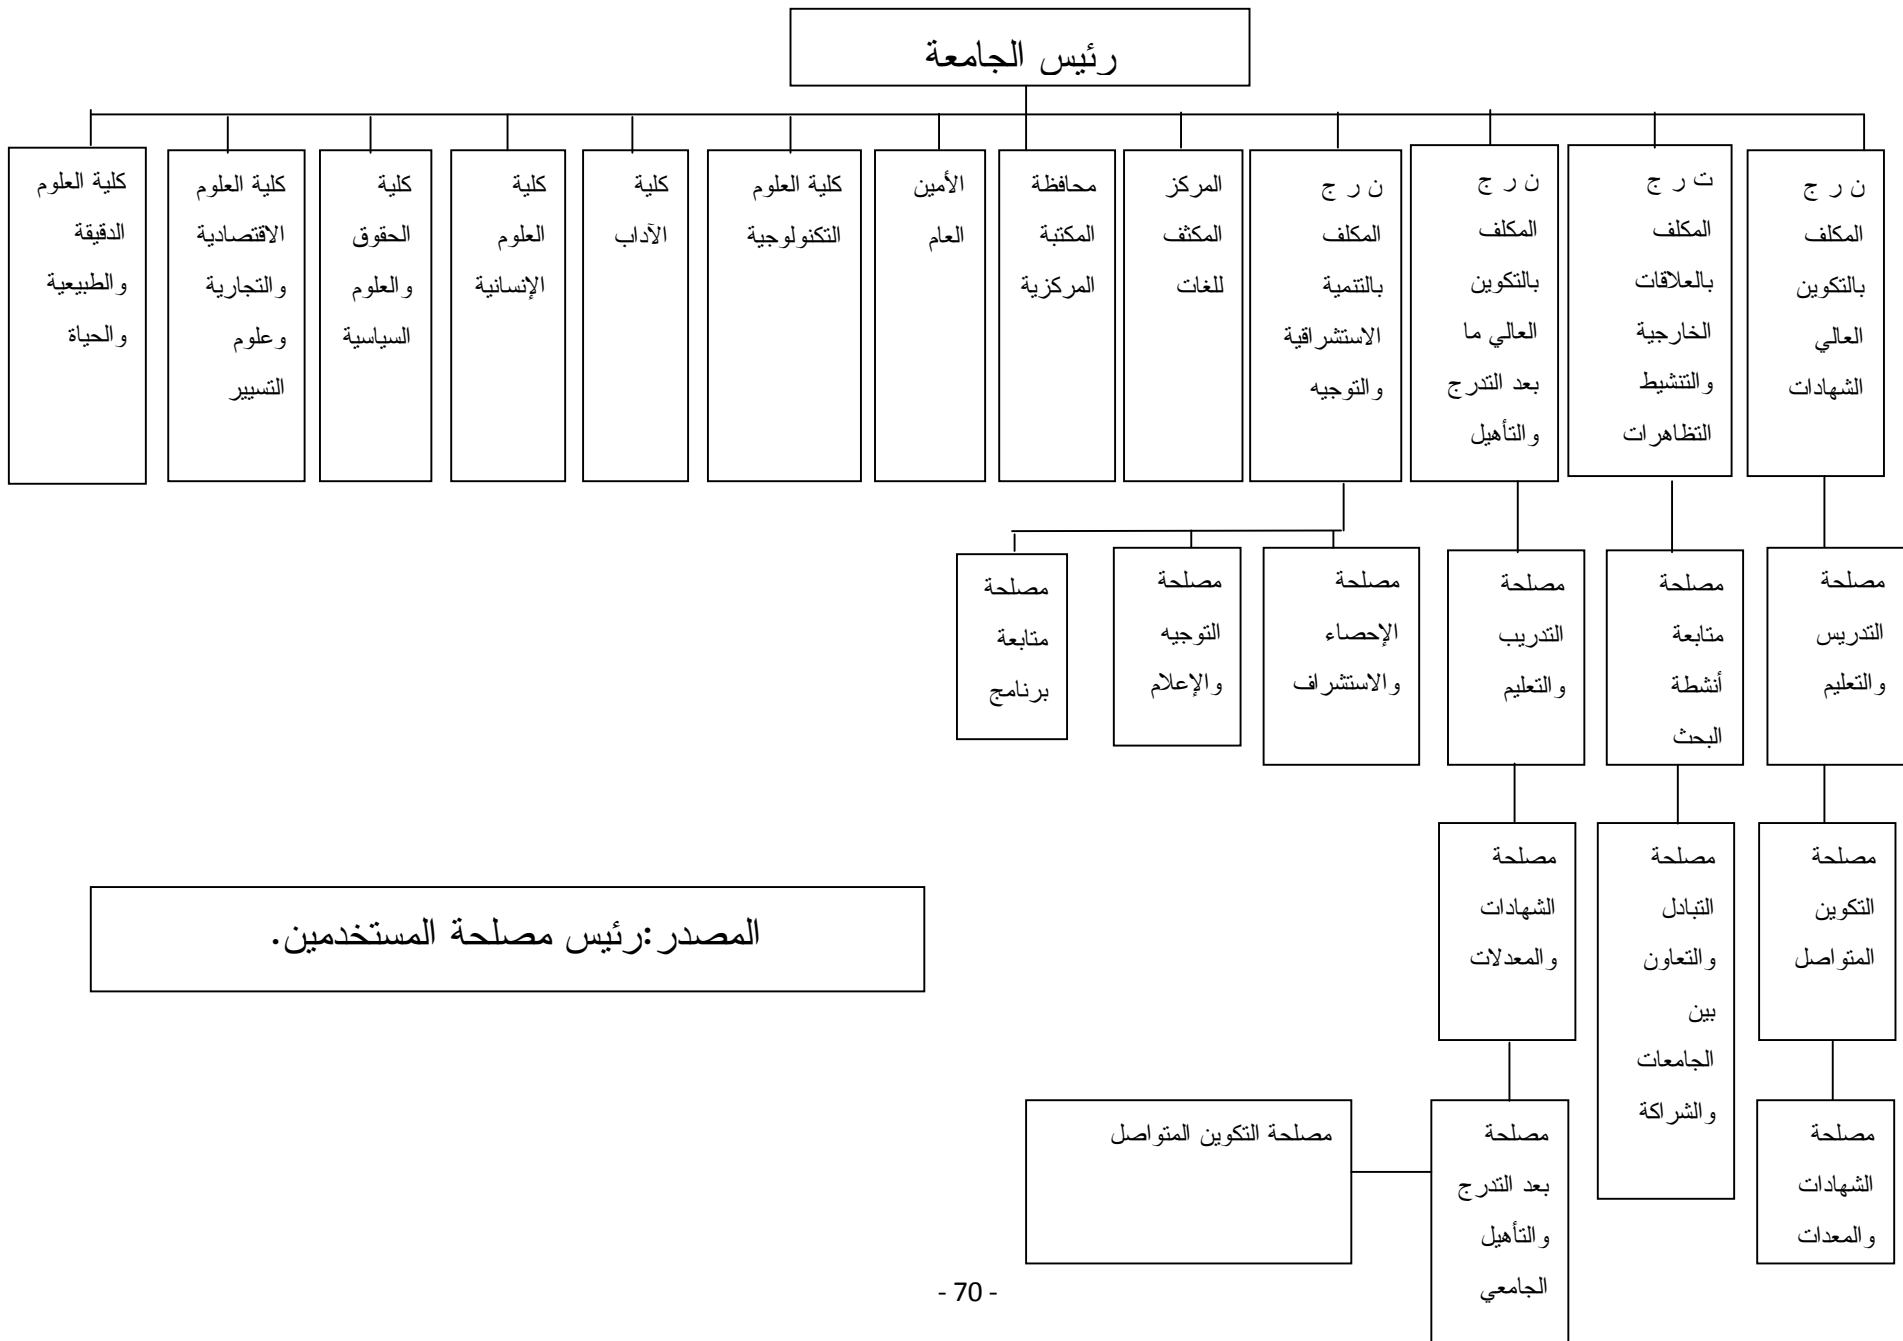 رئيس الجامعة
ن ر ج
المكلف
بالتكوين
العالي
الشهادات
ت ر ج
المكلف
بالعلاقات
الخارجية
والتنشيط
التظاهرات
ن ر ج
المكلف
بالتكوين
العالي ما
بعد التدرج
والتأهيل
ن ر ج
المكلف
بالتنمية
الاستشراقية
والتوجيه
المركز
المكثف
للغات
محافظة
المكتبة
المركزية
الأمين
العام
كلية العلوم
التكنولوجية
كلية
الآداب
كلية
العلوم
الإنسانية
كلية
الحقوق
والعلوم
السياسية
كلية العلوم
الاقتصادية
والتجارية
وعلوم
التسيير
كلية العلوم
الدقيقة
والطبيعية
والحياة
مصلحة
التدريس
والتعليم
مصلحة
متابعة
أنشطة
البحث
مصلحة
التدريب
والتعليم
مصلحة
الإحصاء
والاستشراف
مصلحة
التوجيه
والإعلام
مصلحة
متابعة
برنامج
مصلحة
التكوين
المتواصل
مصلحة
التبادل
والتعاون
بين
الجامعات
والشراكة
مصلحة
الشهادات
والمعدلات
المصدر:رئيس مصلحة المستخدمين.
مصلحة
الشهادات
والمعدات
مصلحة
بعد التدرج
والتأهيل
الجامعي
مصلحة التكوين المتواصل
- 70 -